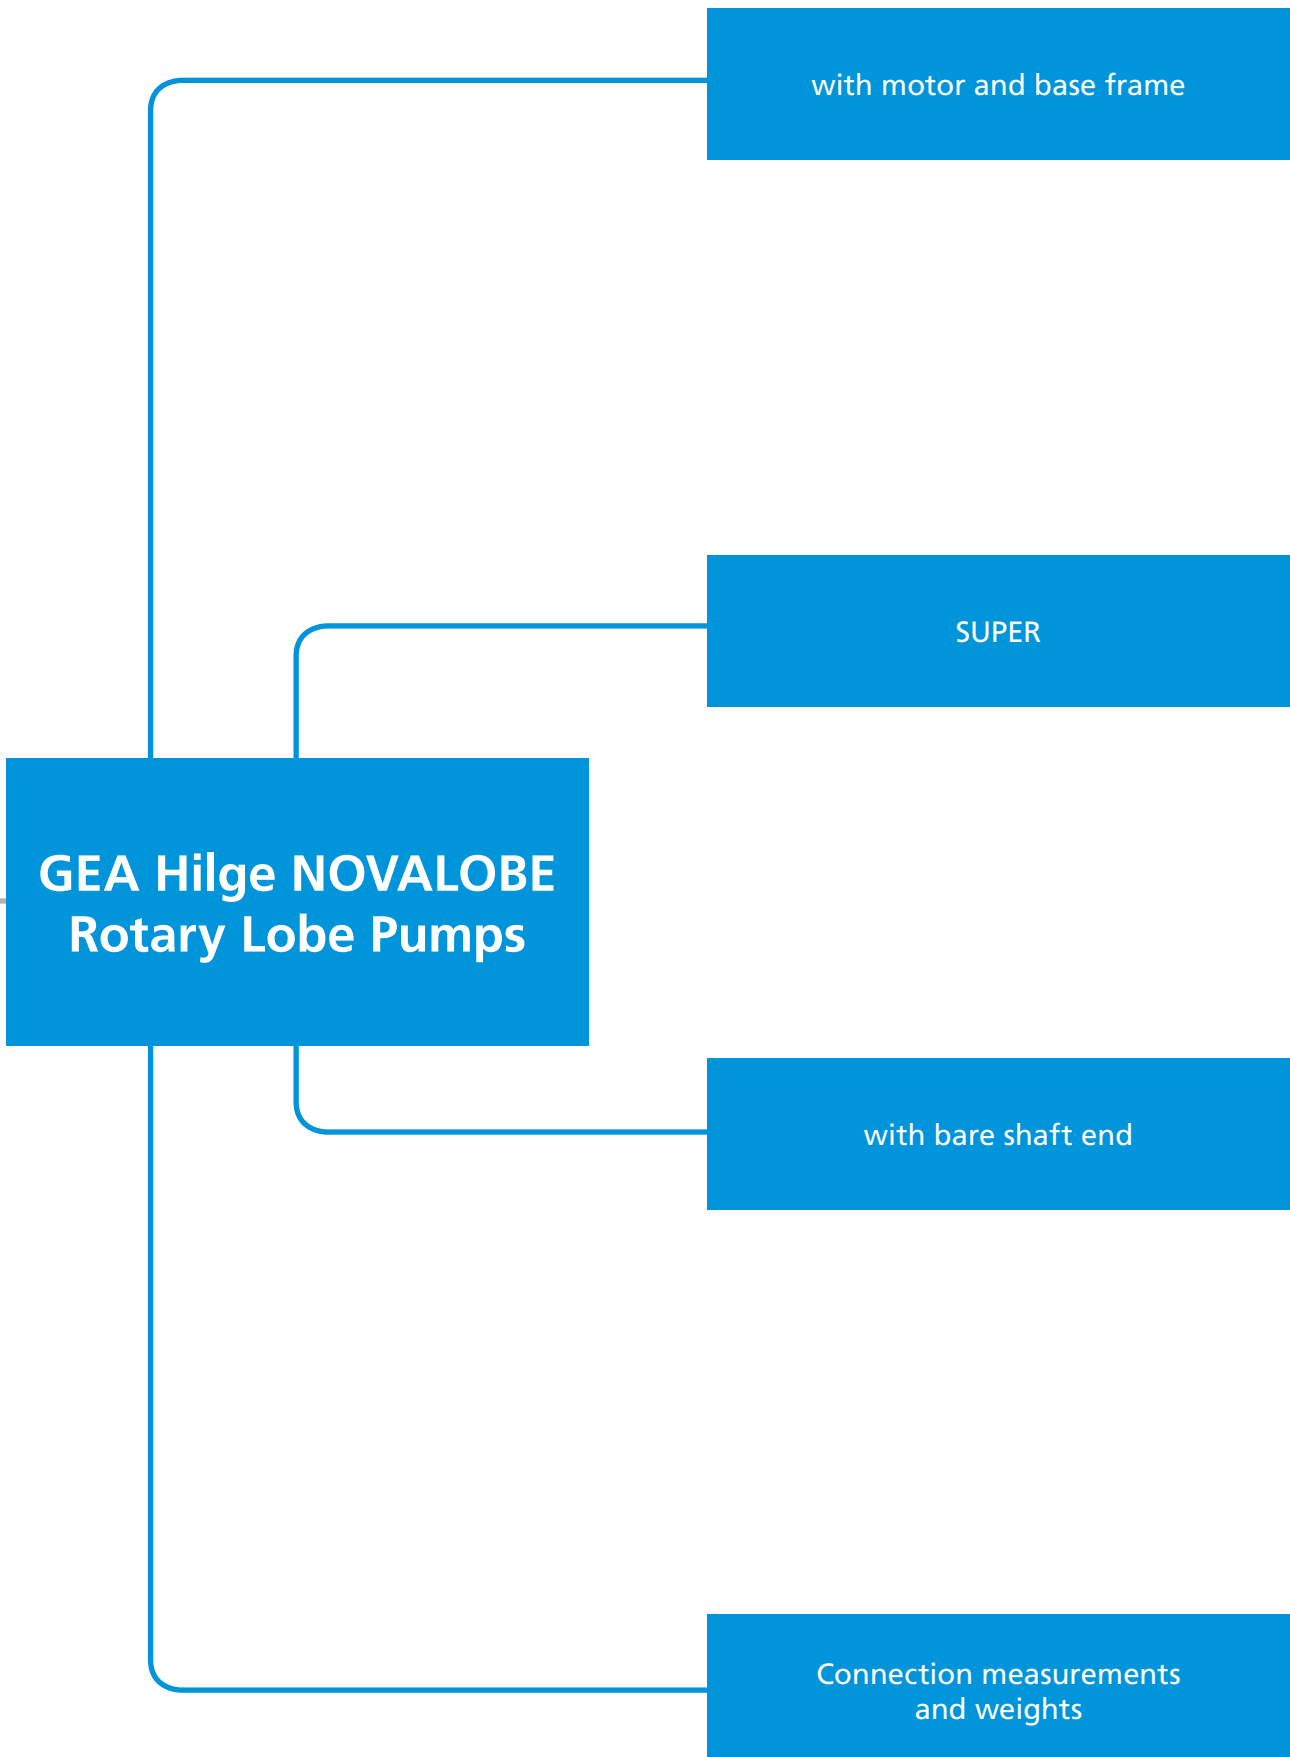 with motor and base frame
SUPER
GEA Hilge NOVALOBE
Rotary Lobe Pumps
with bare shaft end
Connection measurements
and weights